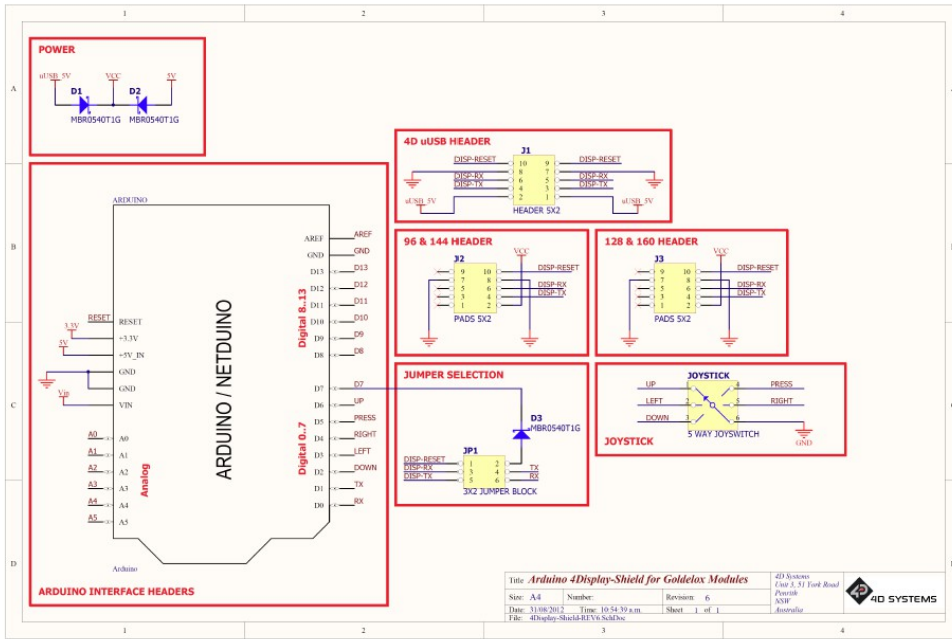 1 2 3 4
A
B
C
D
POWER
uUSB_5V VCC 5V
D1 D2
MBR0540T1G MBR0540T1G
4D uUSB HEADER
J1
DISP-RESET 10 9 DISP-RESET
8 7
DISP-RX 6 5 DISP-RX
DISP-TX 4 3 DISP-TX
2 1
uUSB_5V uUSB_5V
HEADER 5X2
96 & 144 HEADER
VCC
J2
9 10 DISP-RESET
7 8
5 6 DISP-RX
3 4 DISP-TX
1 2
PADS 5X2
128 & 160 HEADER
VCC
J3
9 10 DISP-RESET
7 8
5 6 DISP-RX
3 4 DISP-TX
1 2
PADS 5X2
ARDUINO
AREF AREF
GND GND
D13 D13
D12 D12
D11 D11
D10 D10
D9 D9
D8 D8
Digital 8..13
RESET RESET
3.3V +3.3V
5V +5V_IN
GND
GND
Vin VIN
ARDUINO / NETDUINO
D7 D7
D6 UP
D5 PRESS
D4 RIGHT
D3 LEFT
D2 DOWN
D1 TX
D0 RX
Digital 0..7
A0 A0
A1 A1
A2 A2
A3 A3
A4 A4
A5 A5
Analog
Arduino
ARDUINO INTERFACE HEADERS
JUMPER SELECTION
D3
MBR0540T1G
JP1
DISP-RESET 1 2
DISP-RX 3 4 TX
DISP-TX 5 6 RX
3X2 JUMPER BLOCK
JOYSTICK
UP 1 4 PRESS
LEFT 2 5 RIGHT
DOWN 3 6
5 WAY JOYSWITCH
GND
JOYSTICK
Title Arduino 4Display-Shield for Goldelox Modules
Size: A4 Number: Revision: 6
Date: 31/08/2012 Time: 10:54:39 a.m. Sheet 1 of 1
File: 4Display-Shield-REV6.SchDoc
4D Systems
Unit 3, 51 York Road
Penrith
NSW
Australia
4D SYSTEMS
1 2 3 4